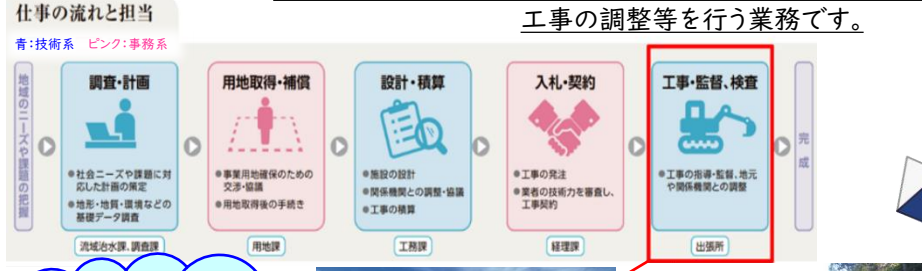 仕事の流れと担当
工事の調整等を行う業務です。
青:技術系 ピンク:事務系
地域のニーズや課題の把握
調査・計画
●社会ニーズや課題に対
応した計画の策定
●地形・地質・環境などの
基礎データ調査
流域治水課、調査課
用地取得・補償
●事業用地確保のための
交渉・協議
●用地取得後の手続き
用地課
設計・積算
●施設の設計
●関係機関との調整・協議
●工事の積算
工務課
入札・契約
●工事の発注
●業者の技術力を審査し、
工事契約
経理課
工事・監督、検査
●工事の指導・監督、地元
や関係機関との調整
出張所
完成